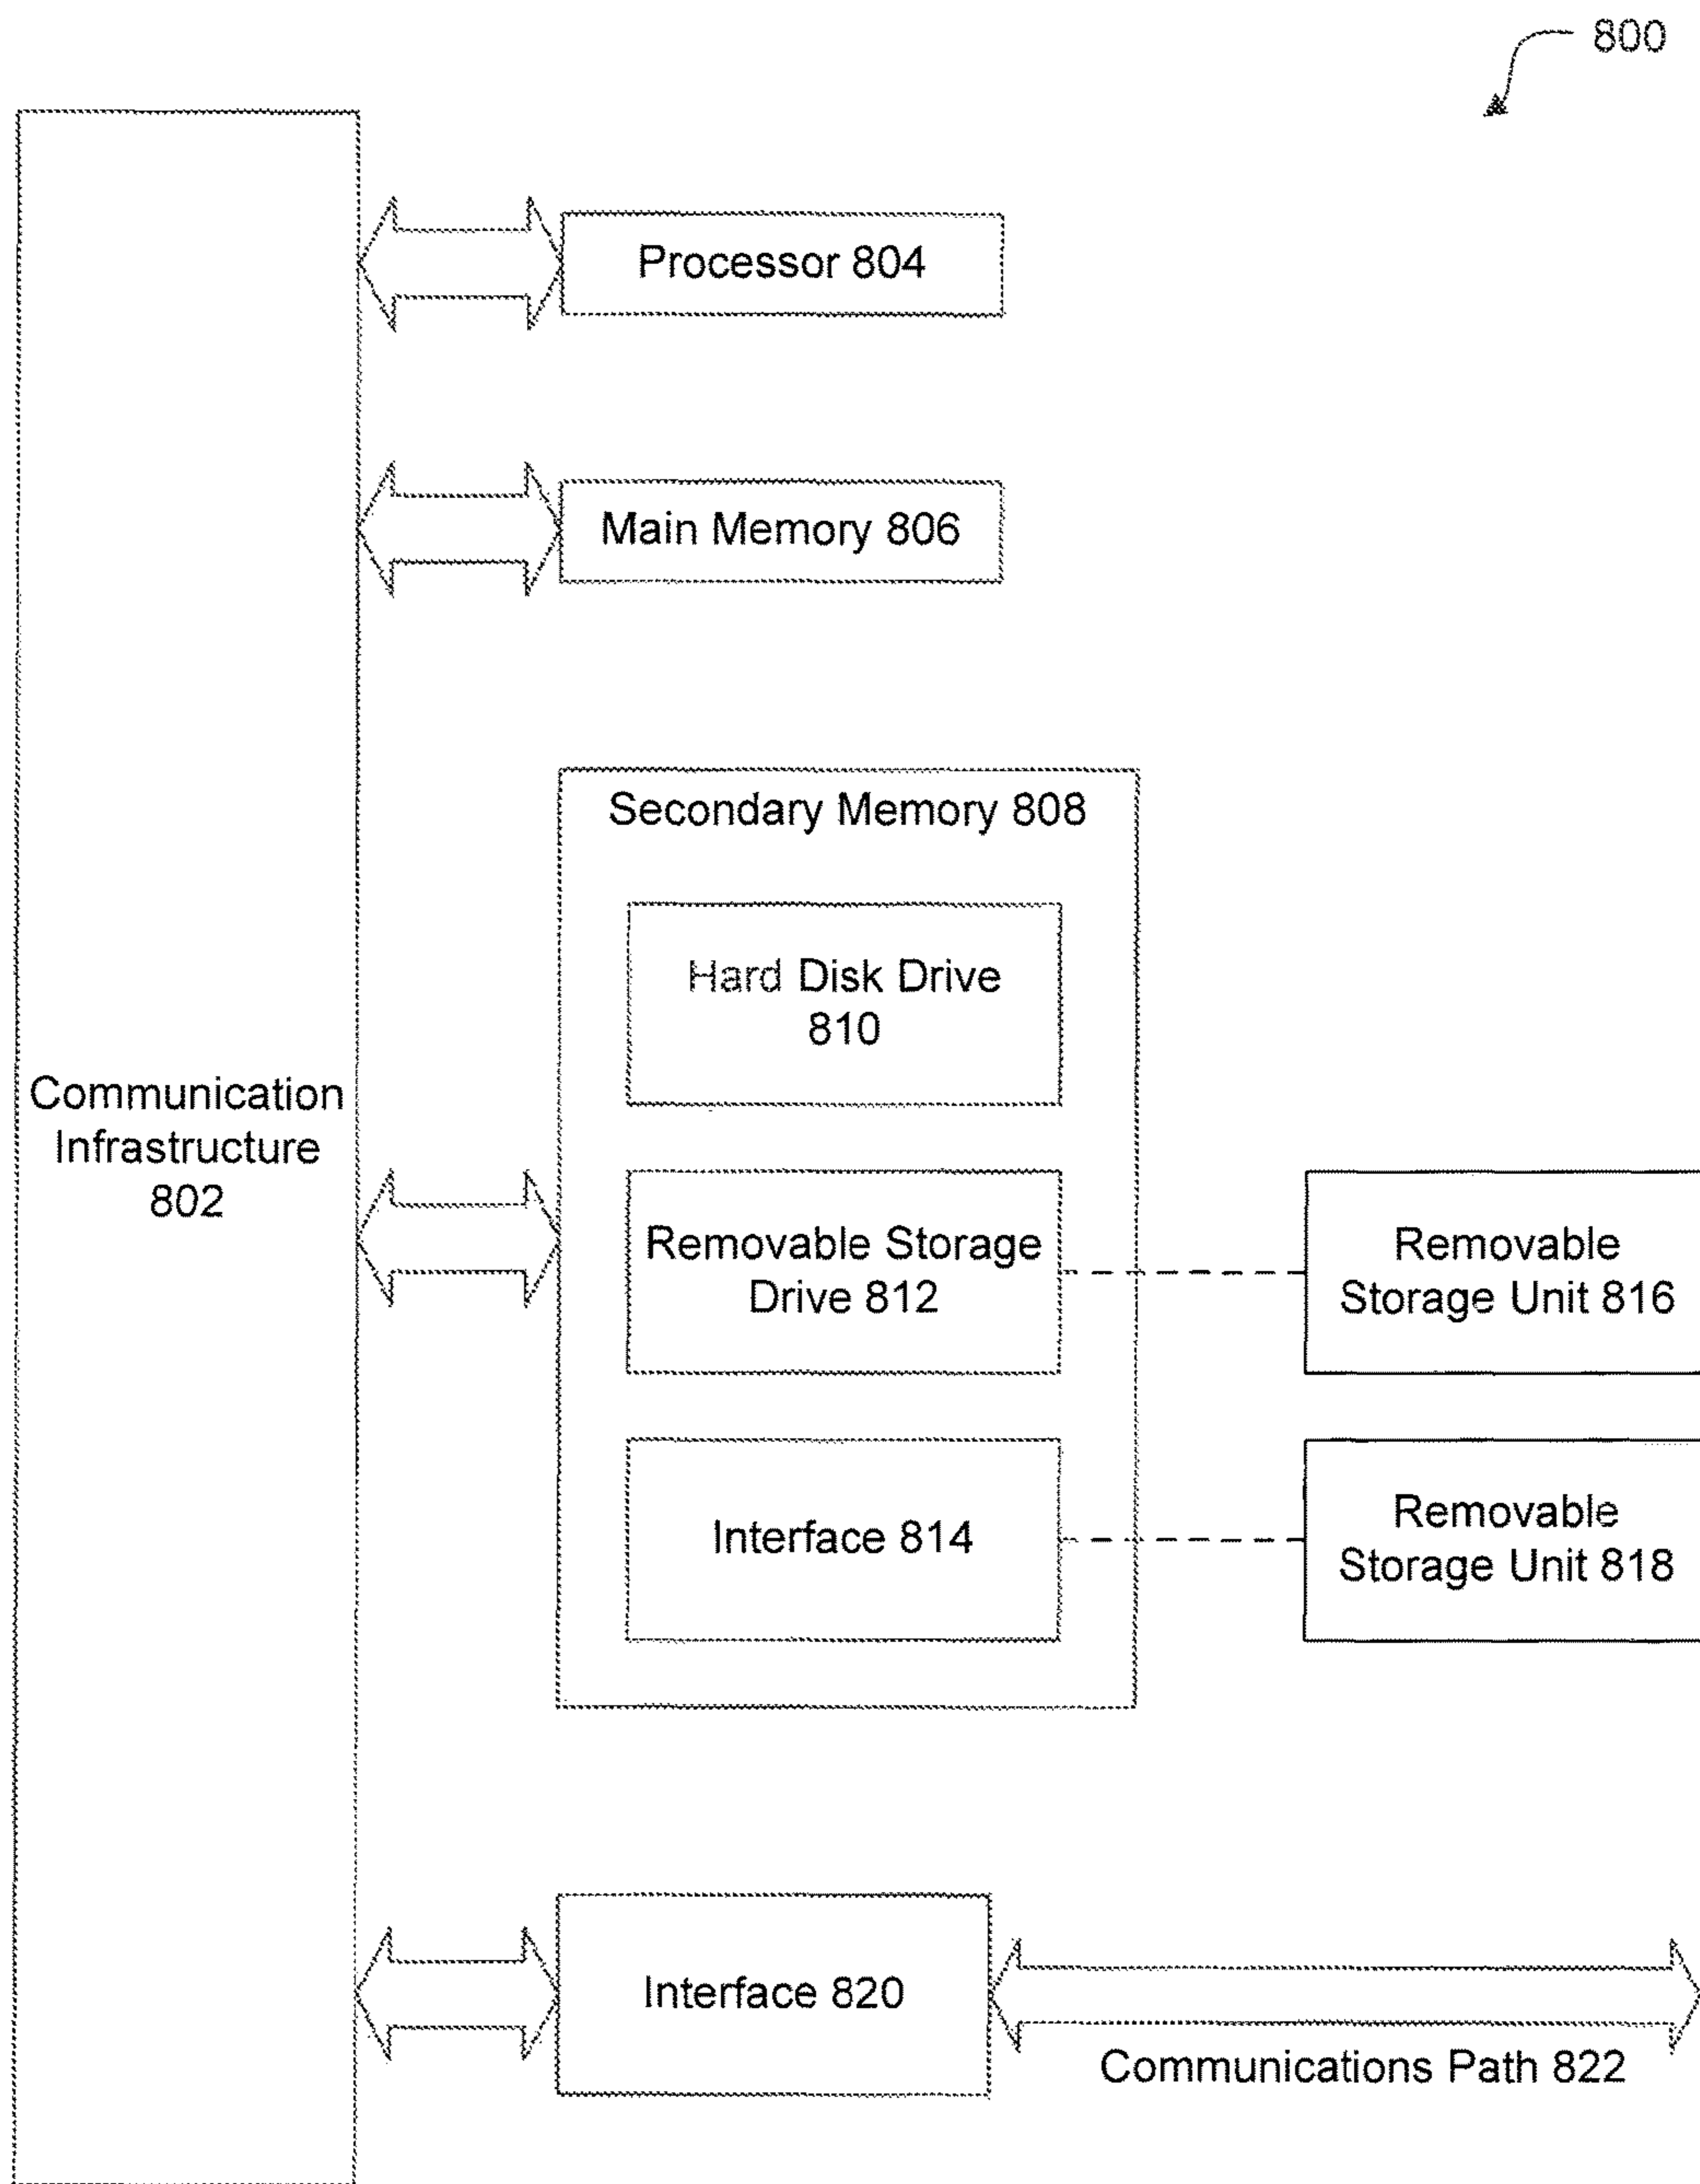 800
Processor 804
Main Memory 806
Secondary Memory 808
Hard Disk Drive
810
Communication
Infrastructure
802
Removable Storage
Drive 812
Removable
Storage Unit 816
Interface 814
Removable
Storage Unit 818
Interface 820
Communications Path 822